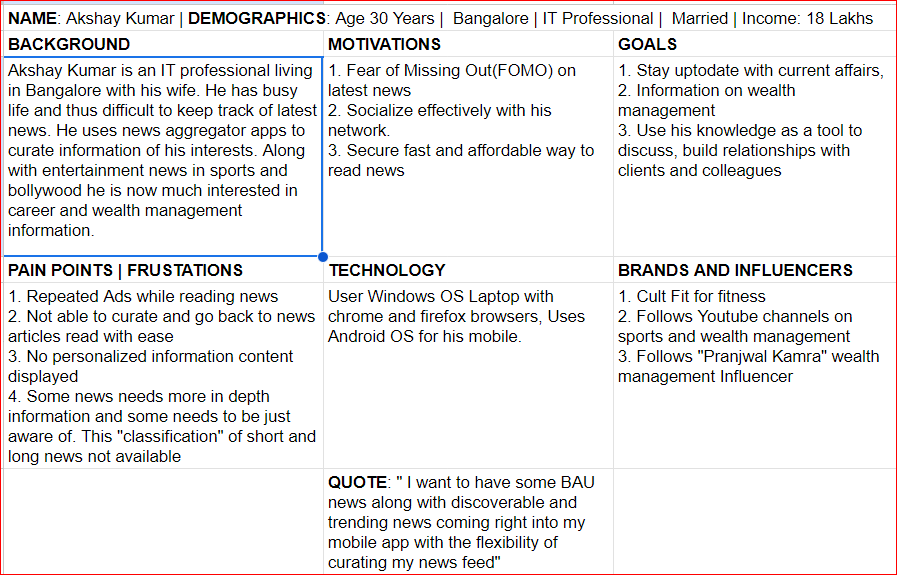 NAME: Akshay Kumar | DEMOGRAPHICS: Age 30 Years | Bangalore | IT Professional | Married | Income: 18 Lakhs
BACKGROUND
Akshay Kumar is an IT professional living
in Bangalore with his wife. He has busy
life and thus difficult to keep track of latest
news. He uses news aggregator apps to
curate information of his interests. Along
with entertainment news in sports and
bollywood he is now much interested in
career and wealth management
information.
MOTIVATIONS
1. Fear of Missing Out(FOMO) on
latest news
2. Socialize effectively with his
network.
3. Secure fast and affordable way to
read news
GOALS
1. Stay uptodate with current affairs,
2. Information on wealth
management
3. Use his knowledge as a tool to
discuss, build relationships with
clients and colleagues
PAIN POINTS | FRUSTATIONS
1. Repeated Ads while reading news
2. Not able to curate and go back to news
articles read with ease
3. No personalized information content
displayed
4. Some news needs more in depth
information and some needs to be just
aware of. This "classification" of short and
long news not available
TECHNOLOGY
User Windows OS Laptop with
chrome and firefox browsers, Uses
Android OS for his mobile.
BRANDS AND INFLUENCERS
1. Cult Fit for fitness
2. Follows Youtube channels on
sports and wealth management
3. Follows "Pranjwal Kamra" wealth
management Influencer
QUOTE: " I want to have some BAU
news along with discoverable and
trending news coming right into my
mobile app with the flexibility of
curating my news feed"